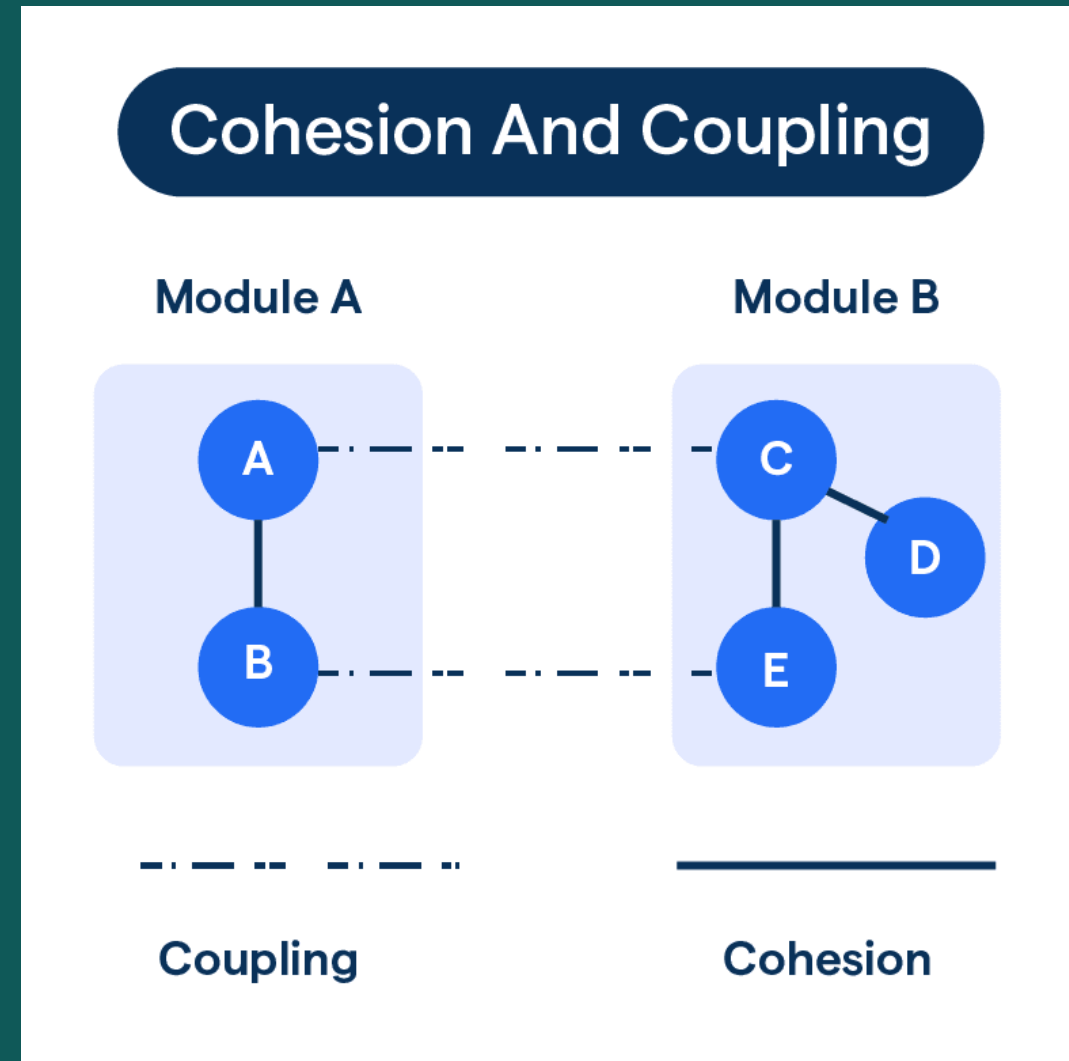 Cohesion And Coupling
Module A
Module B
A
C
D
B
E
Coupling
Cohesion